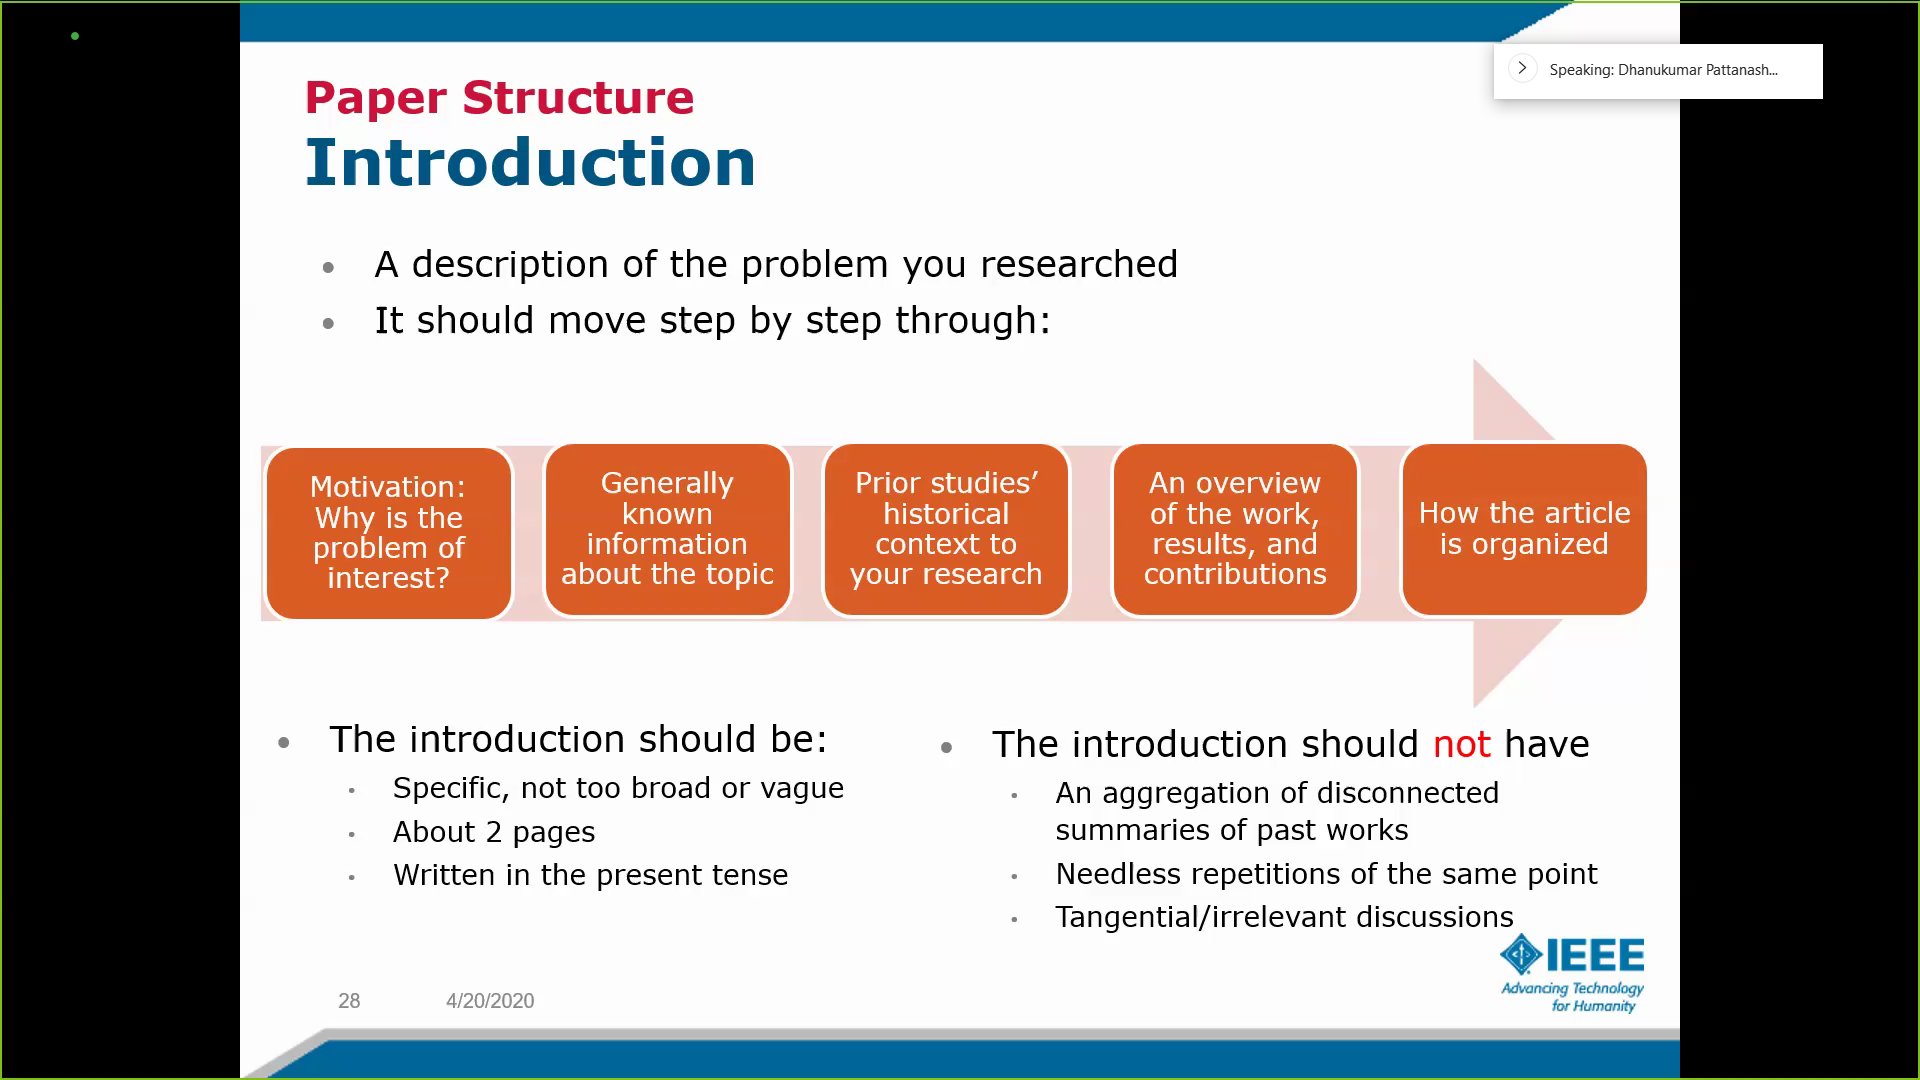 Speaking: Dhanukumar Pattanash...
Paper Structure
Introduction
• A description of the problem you researched
• It should move step by step through:
Motivation:
Why is the
problem of
interest?
Generally
known
information
about the topic
Prior studies’
historical
context to
your research
An overview
of the work,
results, and
contributions
How the article
is organized
• The introduction should be:
• Specific, not too broad or vague
• About 2 pages
• Written in the present tense
• The introduction should not have
• An aggregation of disconnected
summaries of past works
• Needless repetitions of the same point
• Tangential/irrelevant discussions
IEEE
Advancing Technology
for Humanity
28 4/20/2020